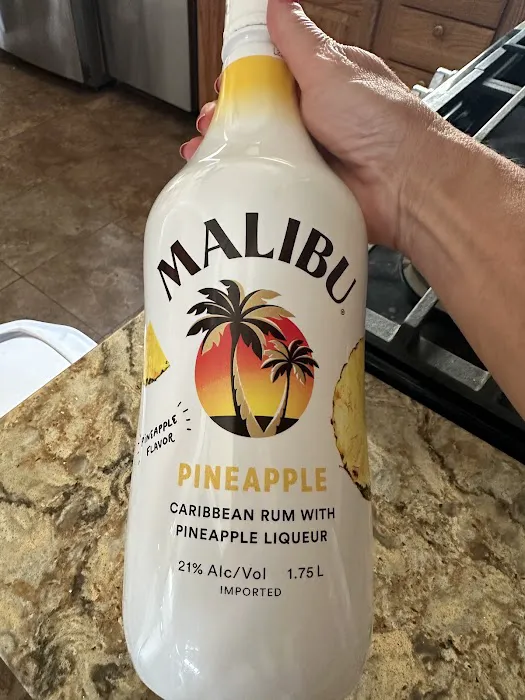 MALIBU
®
PINEAPPLE
FLAVOR
PINEAPPLE
CARIBBEAN RUM WITH
PINEAPPLE LIQUEUR
21% Alc/Vol 1.75 L
IMPORTED